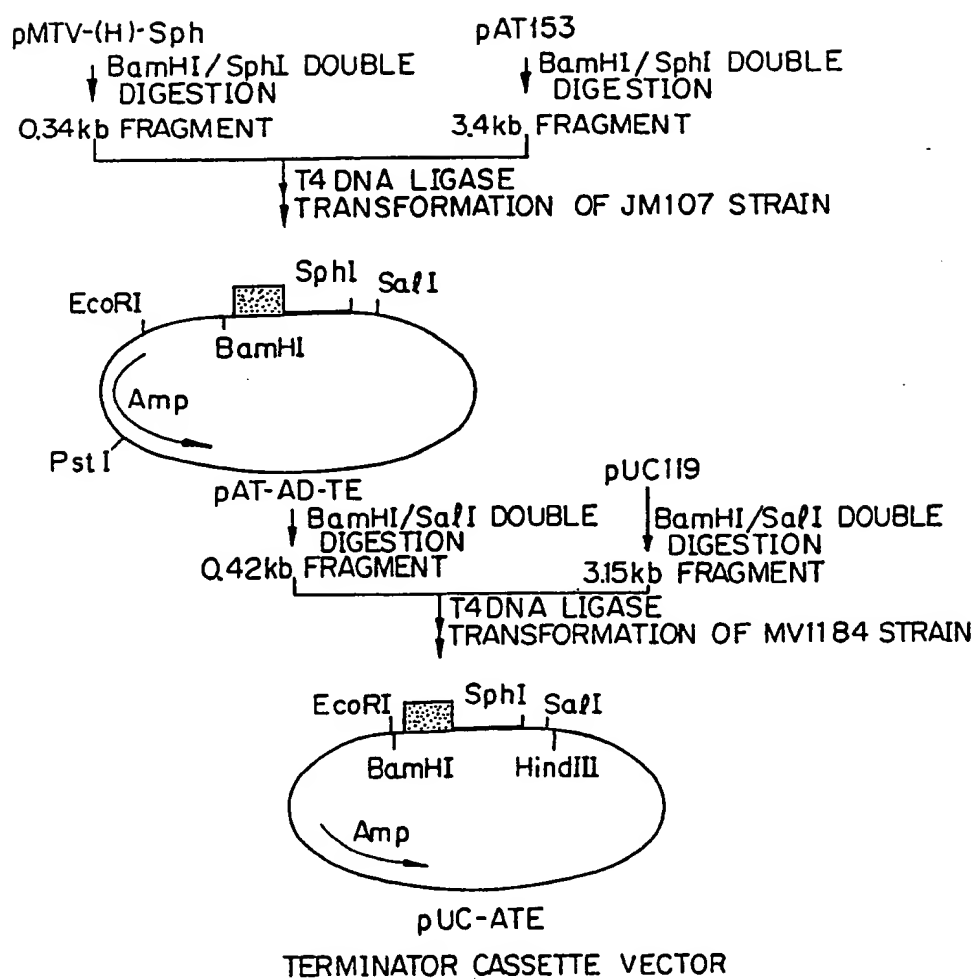 pMTV-(H)-Sph
pAT153
BamHI/SphI DOUBLE
DIGESTION
BamHI/SphI DOUBLE
DIGESTION
0.34kb FRAGMENT
3.4kb FRAGMENT
T4 DNA LIGASE
TRANSFORMATION OF JM107 STRAIN
SphI
SalI
EcoRI
BamHI
Amp
PstI
pAT-AD-TE
pUC119
BamHI/SalI DOUBLE
DIGESTION
BamHI/SalI DOUBLE
DIGESTION
0.42kb FRAGMENT
3.15kb FRAGMENT
T4 DNA LIGASE
TRANSFORMATION OF MV1184 STRAIN
EcoRI
SphI
SalI
BamHI
HindIII
Amp
pUC-ATE
TERMINATOR CASSETTE VECTOR